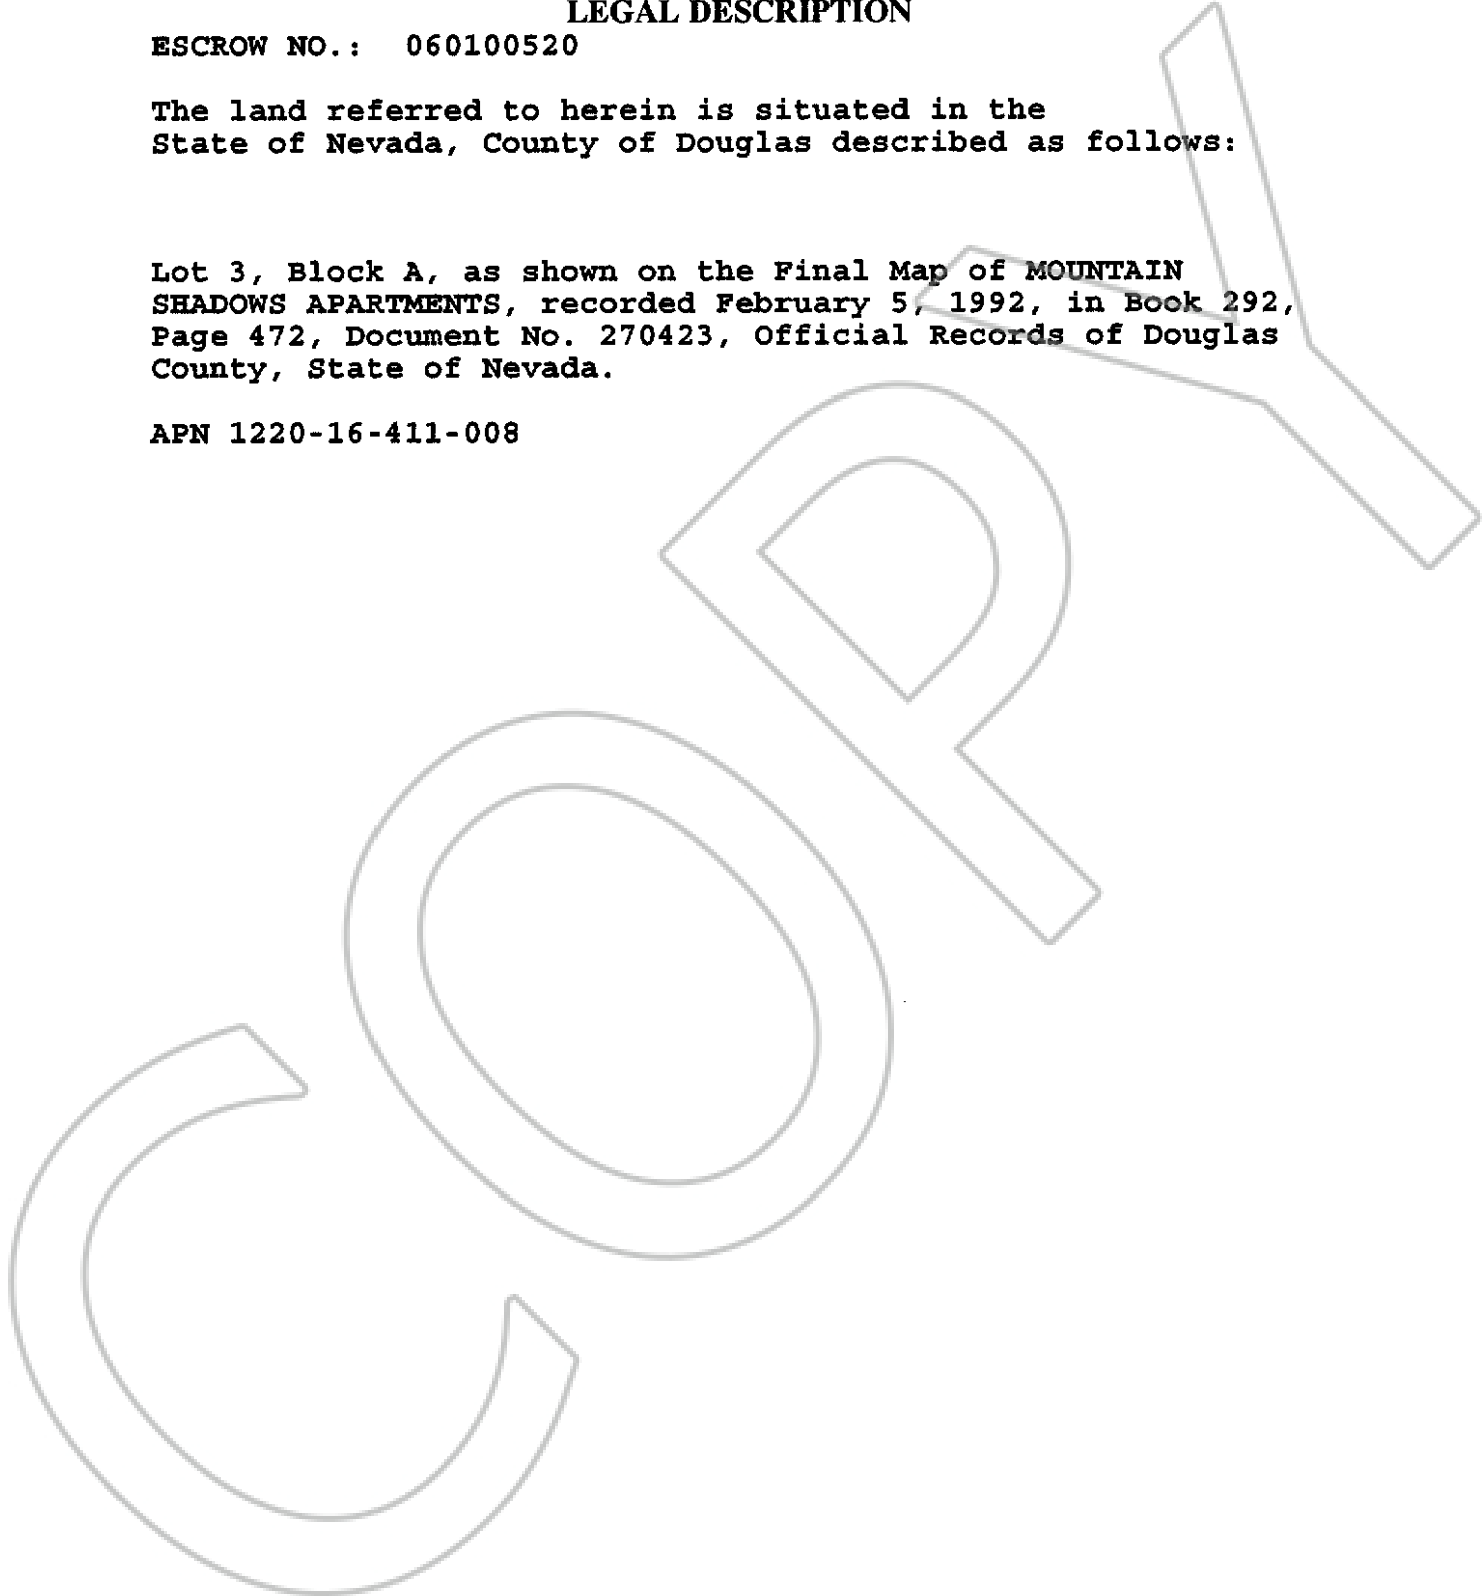 LEGAL DESCRIPTION
ESCROW NO.: 060100520
The land referred to herein is situated in the
State of Nevada, County of Douglas described as follows:
Lot 3, Block A, as shown on the Final Map of MOUNTAIN
SHADOWS APARTMENTS, recorded February 5, 1992, in Book 292,
Page 472, Document No. 270423, Official Records of Douglas
County, State of Nevada.
APN 1220-16-411-008
COPY